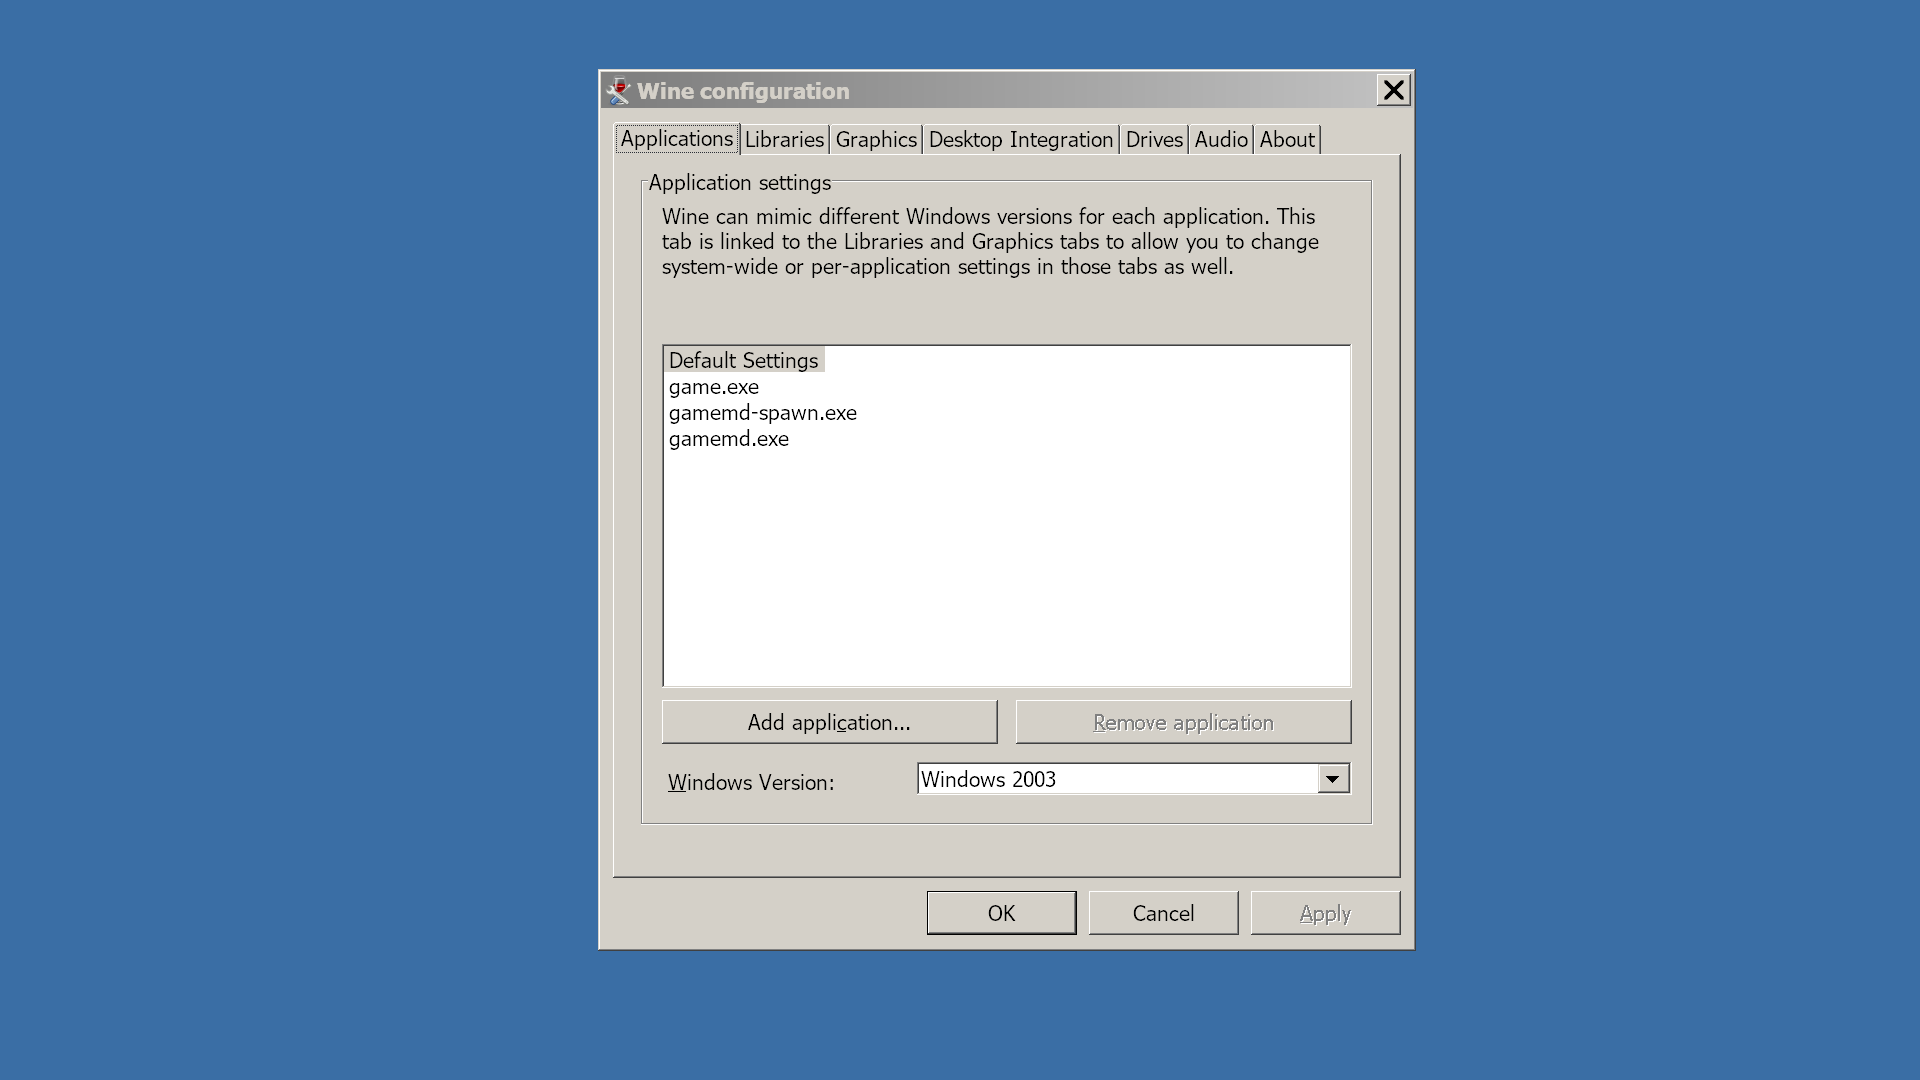 Wine configuration
Applications Libraries Graphics Desktop Integration Drives Audio About
Application settings
Wine can mimic different Windows versions for each application. This
tab is linked to the Libraries and Graphics tabs to allow you to change
system-wide or per-application settings in those tabs as well.
Default Settings
game.exe
gamemd-spawn.exe
gamemd.exe
Add application... Remove application
Windows Version: Windows 2003
OK Cancel Apply